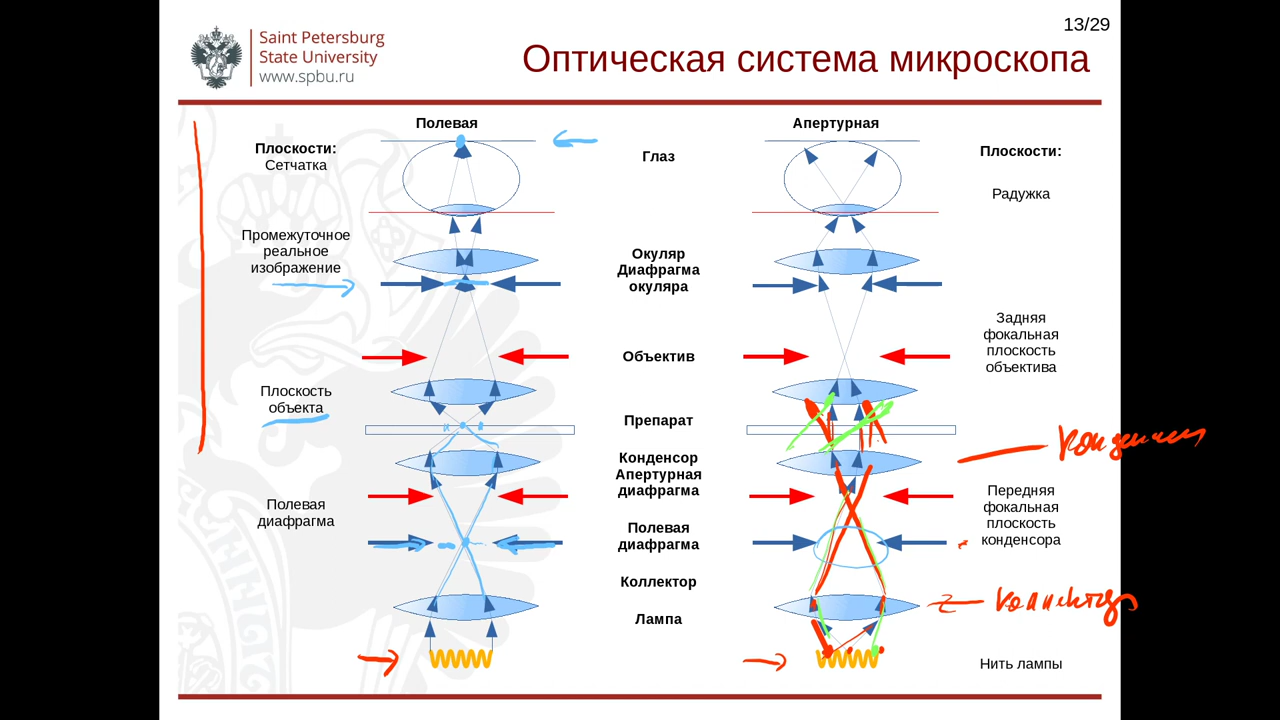 13/29
Saint Petersburg
State University
www.spbu.ru
Оптическая система микроскопа
Полевая
Апертурная
Плоскости:
Сетчатка
Глаз
Плоскости:
Радужка
Промежуточное
реальное
изображение
Окуляр
Диафрагма
окуляра
Задняя
фокальная
плоскость
объектива
Объектив
Плоскость
объекта
Препарат
Конденсор
Апертурная
диафрагма
Полевая
диафрагма
Полевая
диафрагма
Передняя
фокальная
плоскость
конденсора
Коллектор
Лампа
коллектор
Нить лампы